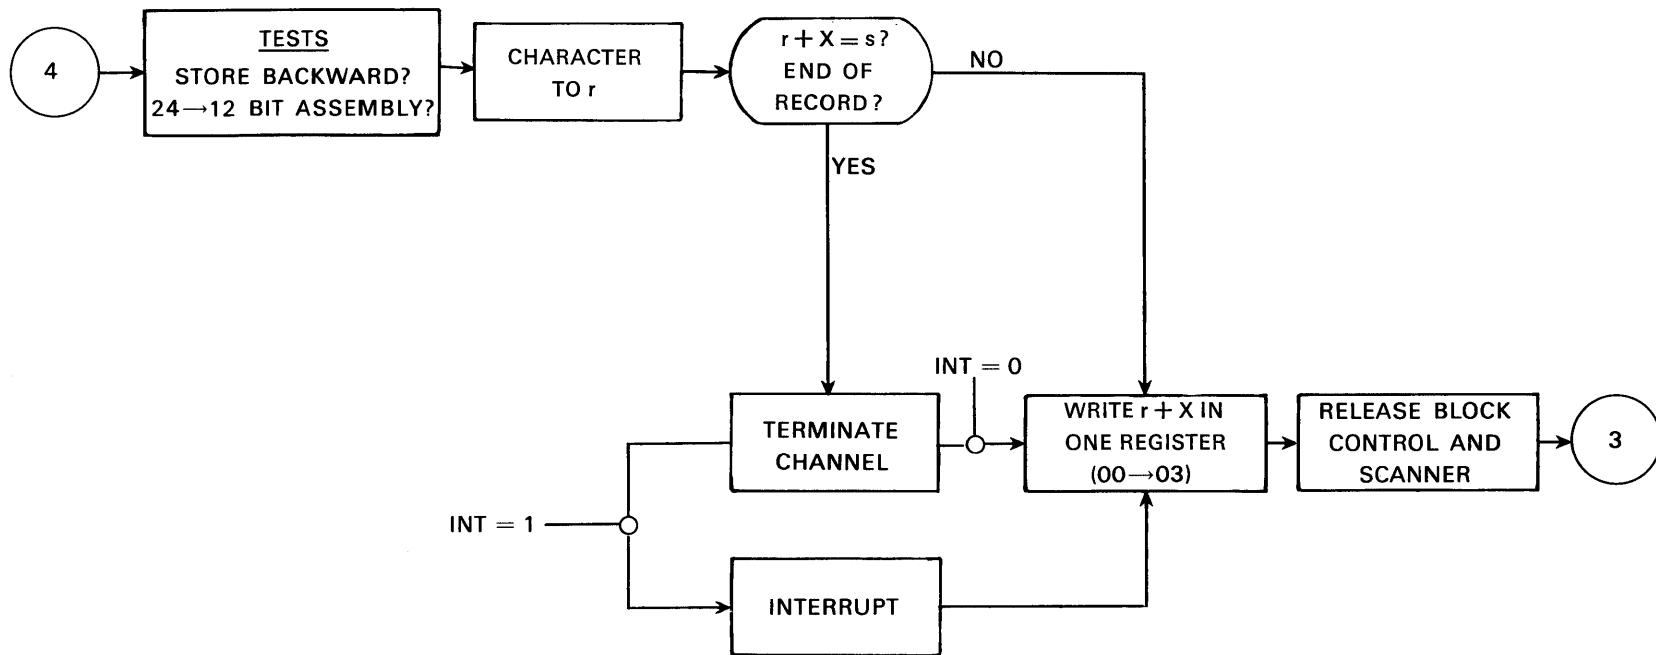 4
TESTS
STORE BACKWARD?
24→12 BIT ASSEMBLY?
CHARACTER
TO r
r + X = s?
END OF
RECORD?
NO
YES
INT = 0
TERMINATE
CHANNEL
WRITE r + X IN
ONE REGISTER
(00→03)
RELEASE BLOCK
CONTROL AND
SCANNER
3
INT = 1
INTERRUPT